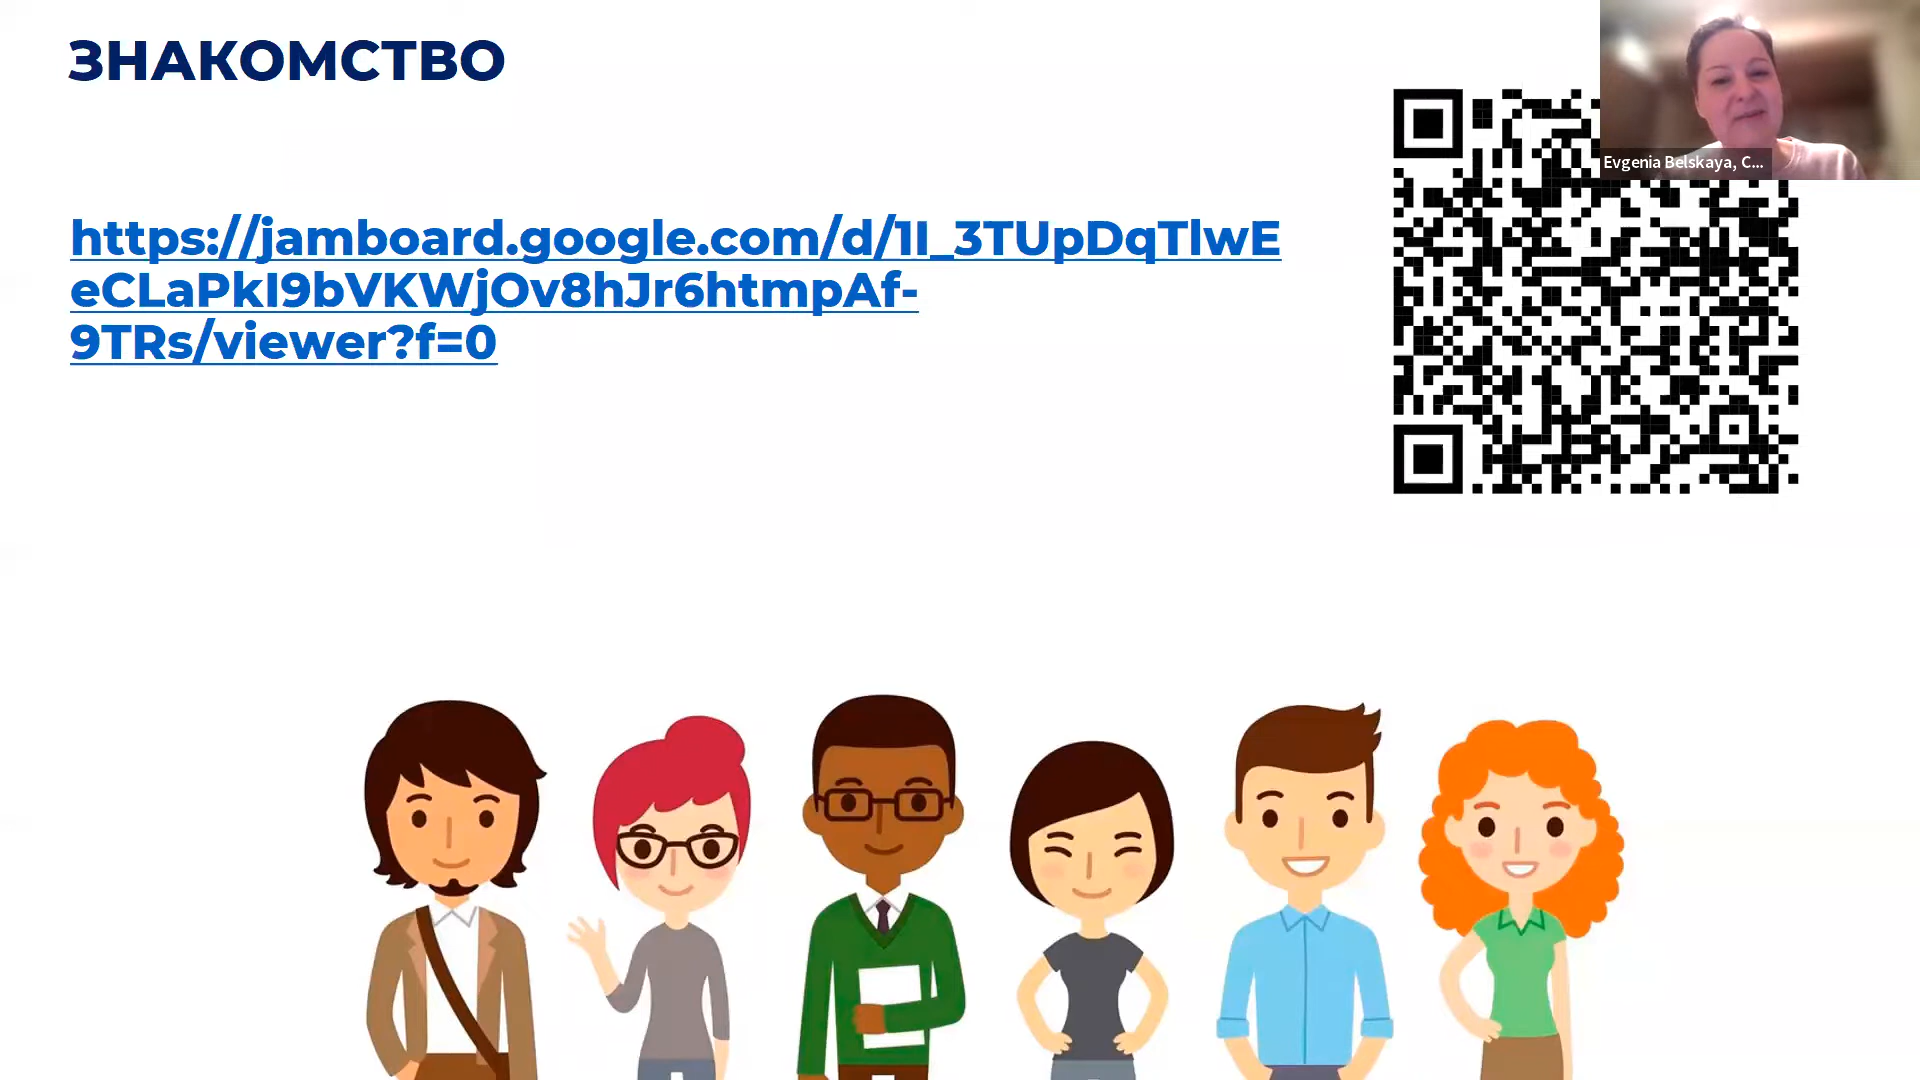 ЗНАКОМСТВО
https://jamboard.google.com/d/1I_3TUpDqTlwE
eCLaPkI9bVKWjOv8hJr6htmpAf-
9TRs/viewer?f=0
Evgenia Belskaya, C...